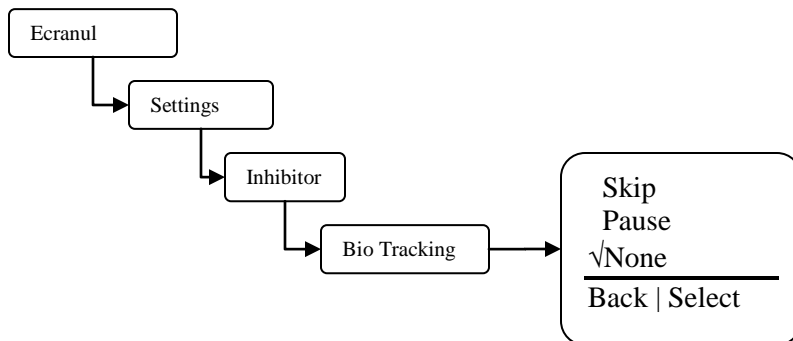 Ecranul
Settings
Inhibitor
Bio Tracking
Skip
Pause
√None
Back | Select